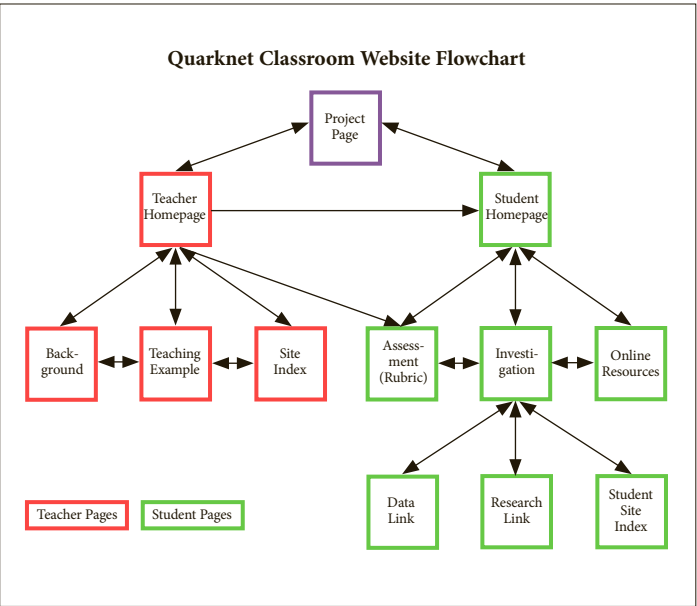 Quarknet Classroom Website Flowchart
Project
Page
Teacher
Homepage
Student
Homepage
Back-
ground
Teaching
Example
Site
Index
Assess-
ment
(Rubric)
Investi-
gation
Online
Resources
Data
Link
Research
Link
Student
Site
Index
Teacher Pages
Student Pages